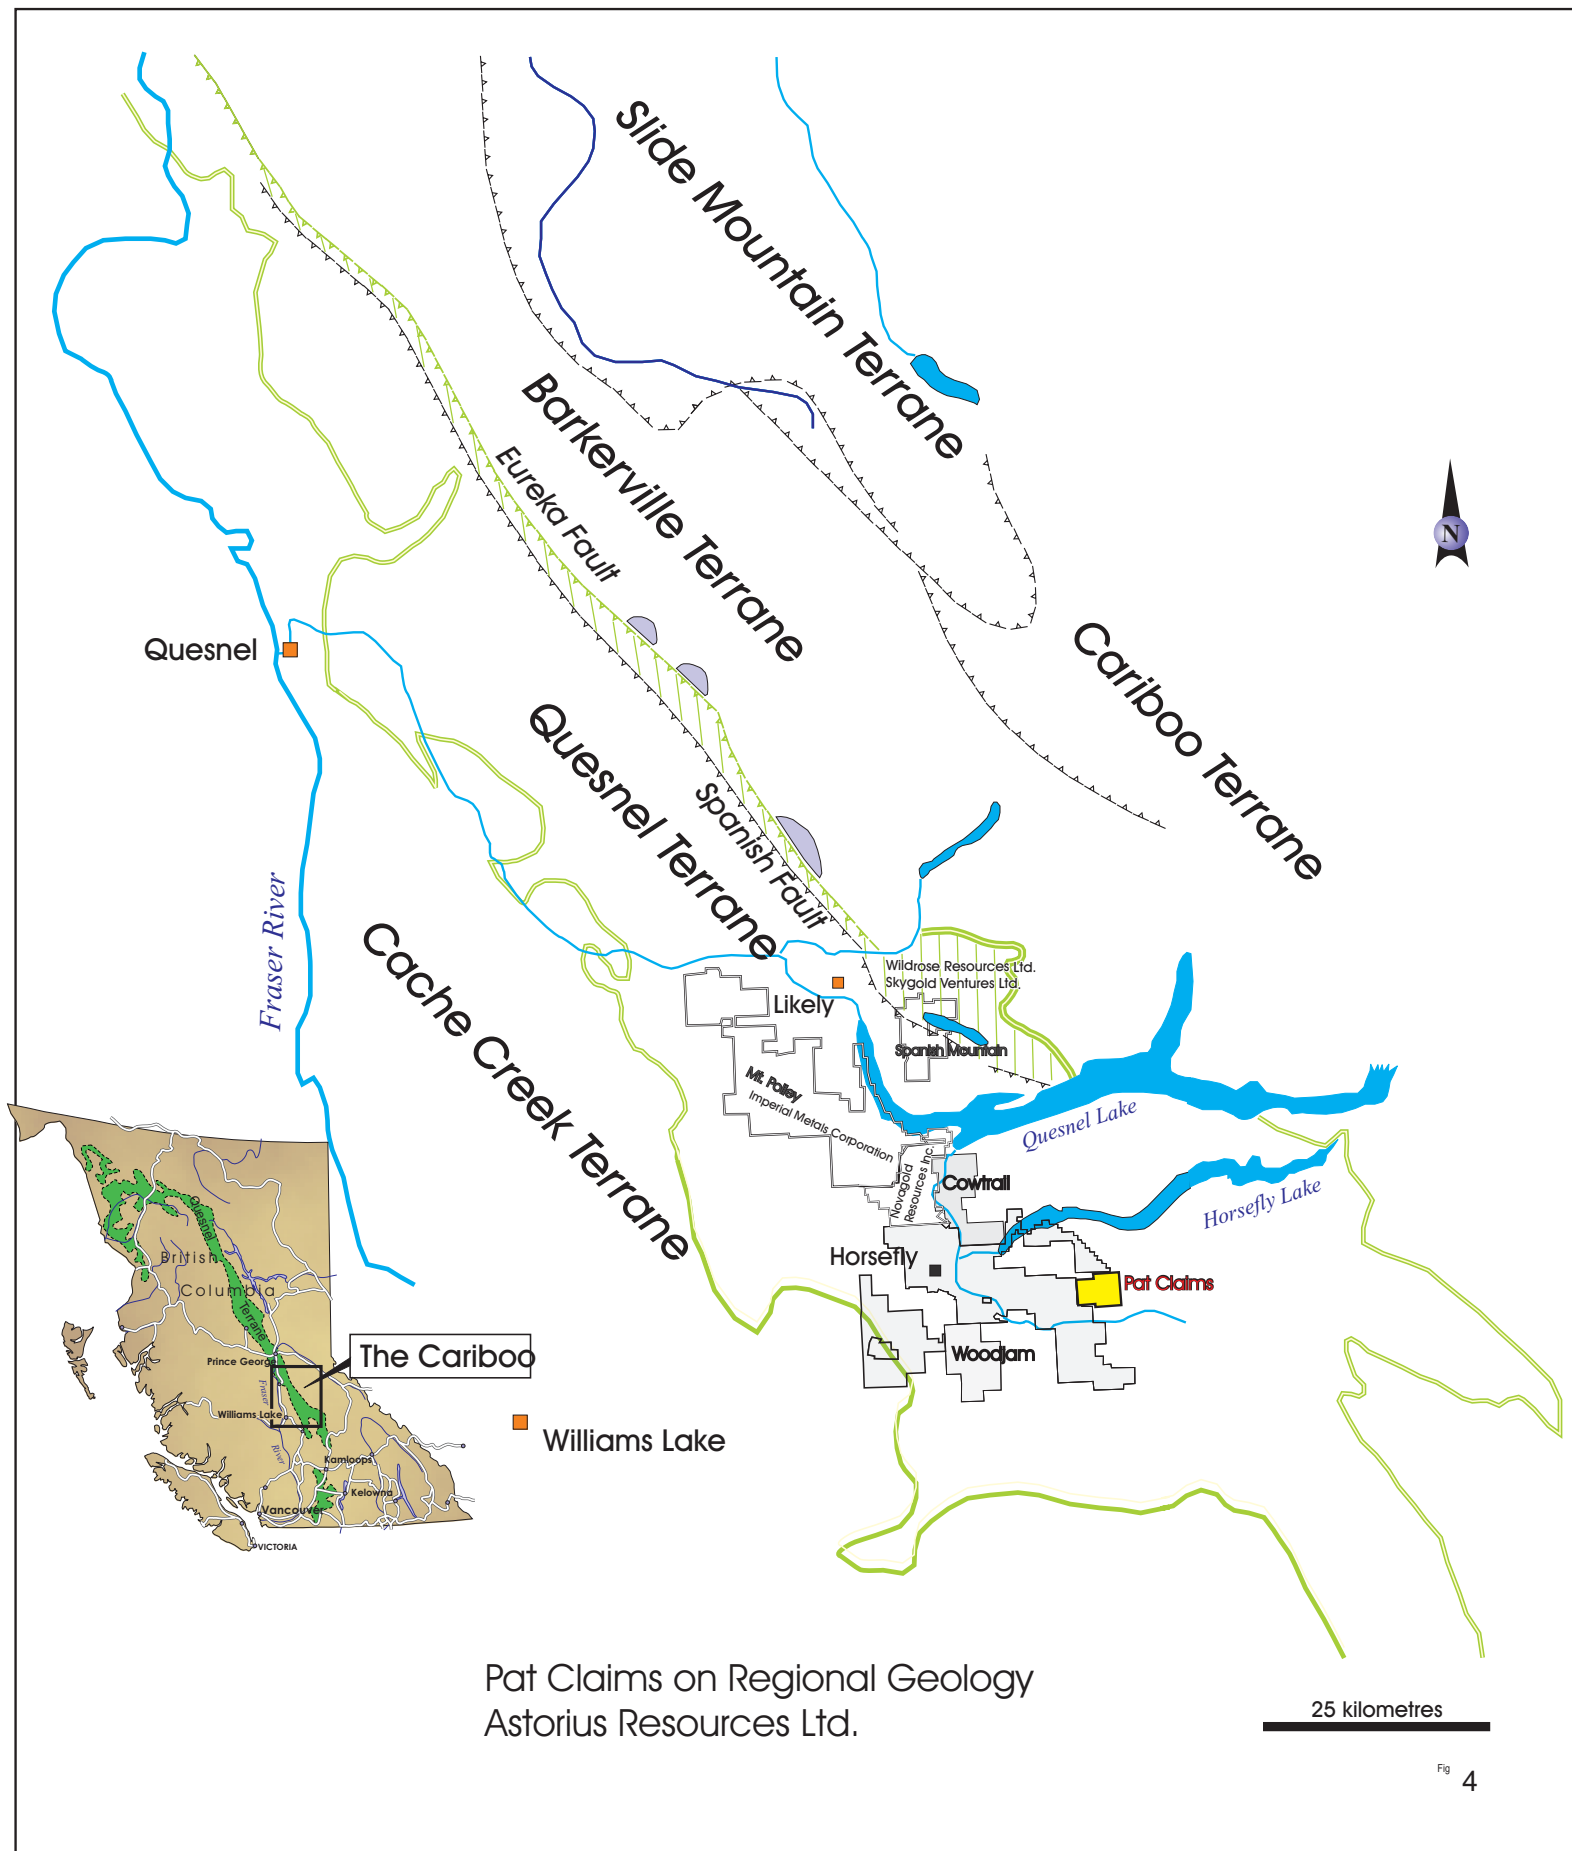 Slide Mountain Terrane
Barkerville Terrane
Eureka Fault
N
Quesnel
Cariboo Terrane
Quesnel Terrane
Spanish Fault
Fraser River
Cache Creek Terrane
Wildrose Resources Ltd.
Skygold Ventures Ltd.
Likely
Spanish Mountain
Mt. Polley
Imperial Metals Corporation
Quesnel Lake
Novagold
Resources Inc.
Cowtrall
Horsefly Lake
Horsefly
Pat Claims
Woodjam
Quesnel
British
Columbia
Terrane
Prince George
The Cariboo
Fraser
Williams Lake
River
Kamloops
Kelowna
Vancouver
VICTORIA
Williams Lake
Pat Claims on Regional Geology
Astorius Resources Ltd.
25 kilometres
Fig 4